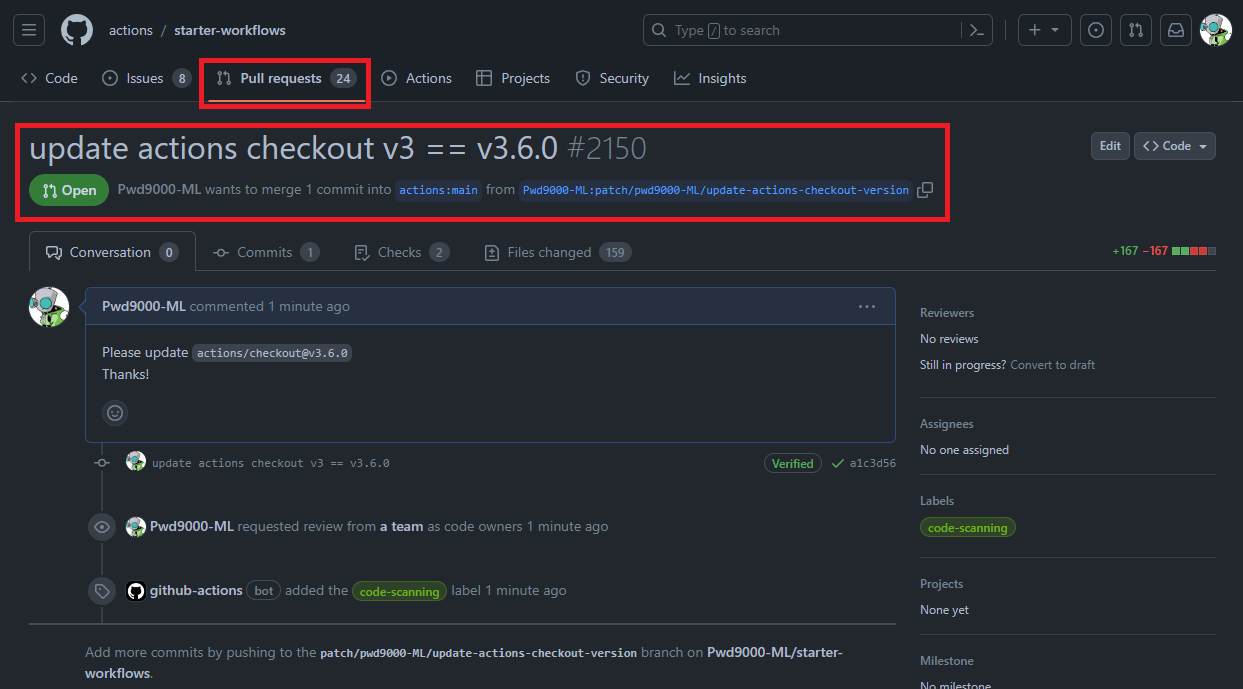 actions / starter-workflows
Type / to search
Code Issues 8 Pull requests 24 Actions Projects Security Insights
update actions checkout v3 == v3.6.0 #2150
Edit
Code
Open Pwd9000-ML wants to merge 1 commit into actions:main from Pwd9000-ML:patch/pwd9000-ML/update-actions-checkout-version
Conversation 0 Commits 1 Checks 2 Files changed 159
+167 −167
Pwd9000-ML commented 1 minute ago
Please update actions/checkout@v3.6.0
Thanks!
update actions checkout v3 == v3.6.0 Verified a1c3d56
Pwd9000-ML requested review from a team as code owners 1 minute ago
github-actions bot added the code-scanning label 1 minute ago
Add more commits by pushing to the patch/pwd9000-ML/update-actions-checkout-version branch on Pwd9000-ML/starter-
workflows.
Reviewers
No reviews
Still in progress? Convert to draft
Assignees
No one assigned
Labels
code-scanning
Projects
None yet
Milestone
No milestone